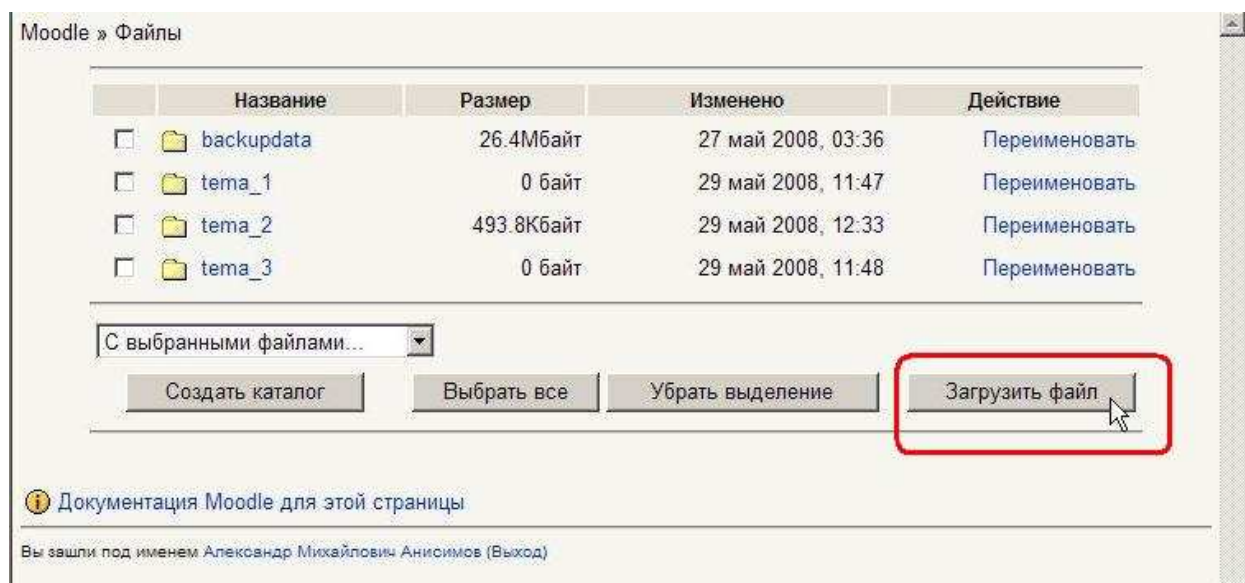 Moodle » Файлы
Название Размер Изменено Действие
backupdata 26.4Мбайт 27 май 2008, 03:36 Переименовать
tema_1 0 байт 29 май 2008, 11:47 Переименовать
tema_2 493.8Кбайт 29 май 2008, 12:33 Переименовать
tema_3 0 байт 29 май 2008, 11:48 Переименовать
С выбранными файлами...
Создать каталог Выбрать все Убрать выделение Загрузить файл
Документация Moodle для этой страницы
Вы зашли под именем Александр Михайлович Анисимов (Выход)